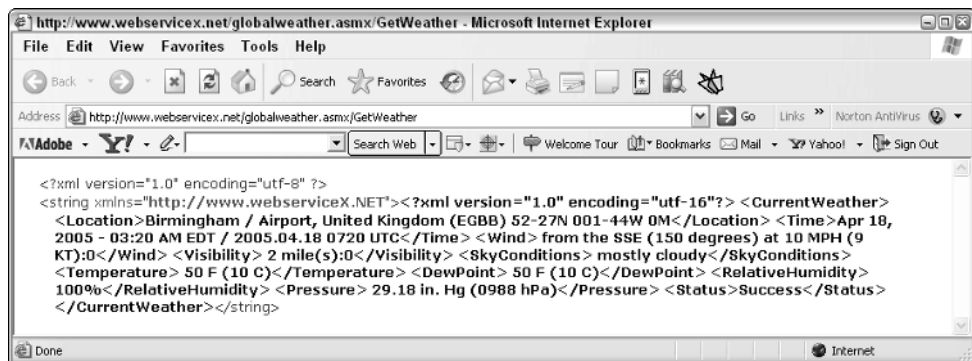 http://www.webservicex.net/globalweather.asmx/GetWeather - Microsoft Internet Explorer
File Edit View Favorites Tools Help
Back Search Favorites
Address http://www.webservicex.net/globalweather.asmx/GetWeather Go Links » Norton AntiVirus
Adobe Y! Search Web Welcome Tour Bookmarks Mail Y? Yahoo! Sign Out
<?xml version="1.0" encoding="utf-8" ?>
<string xmlns="http://www.webserviceX.NET"><?xml version="1.0" encoding="utf-16"?> <CurrentWeather>
<Location>Birmingham / Airport, United Kingdom (EGBB) 52-27N 001-44W 0M</Location> <Time>Apr 18,
2005 - 03:20 AM EDT / 2005.04.18 0720 UTC</Time> <Wind> from the SSE (150 degrees) at 10 MPH (9
KT):0</Wind> <Visibility> 2 mile(s):0</Visibility> <SkyConditions> mostly cloudy</SkyConditions>
<Temperature> 50 F (10 C)</Temperature> <DewPoint> 50 F (10 C)</DewPoint> <RelativeHumidity>
100%</RelativeHumidity> <Pressure> 29.18 in. Hg (0988 hPa)</Pressure> <Status>Success</Status>
</CurrentWeather></string>
Done Internet